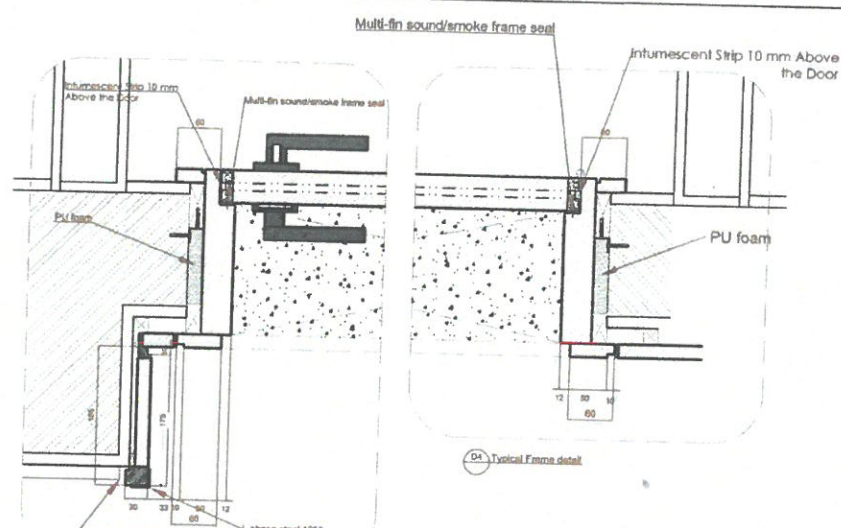 Multi-fin sound/smoke frame seal
Intumescent Strip 10 mm Above
the Door
Intumescent Strip 10 mm
Above the Door
Multi-fin sound/smoke frame seal
60
60
PU foam
PU foam
185
175
12 50 10
60
D4 Typical Frame detail
30 33 10 50 12
60